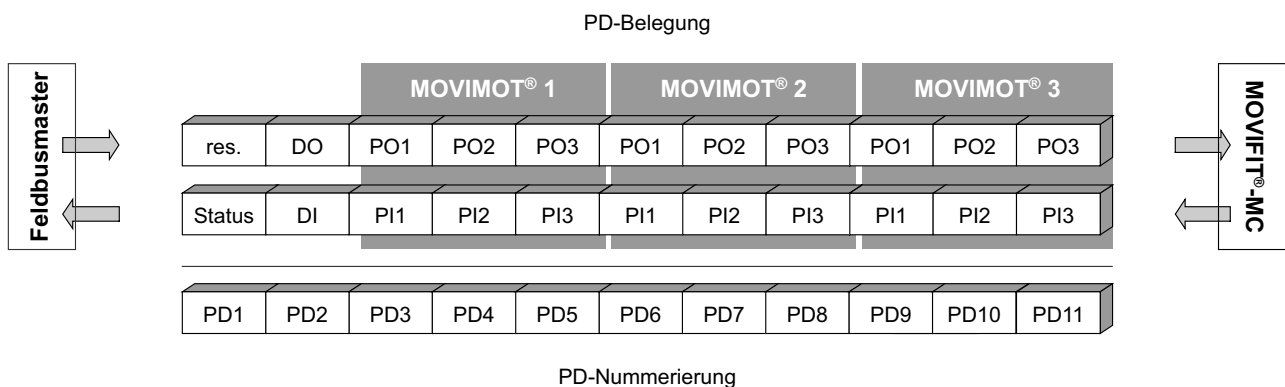 PD-Belegung
Feldbusmaster
MOVIMOT® 1 MOVIMOT® 2 MOVIMOT® 3
res. DO PO1 PO2 PO3 PO1 PO2 PO3 PO1 PO2 PO3
Status DI PI1 PI2 PI3 PI1 PI2 PI3 PI1 PI2 PI3
MOVIFIT®-MC
PD1 PD2 PD3 PD4 PD5 PD6 PD7 PD8 PD9 PD10 PD11
PD-Nummerierung